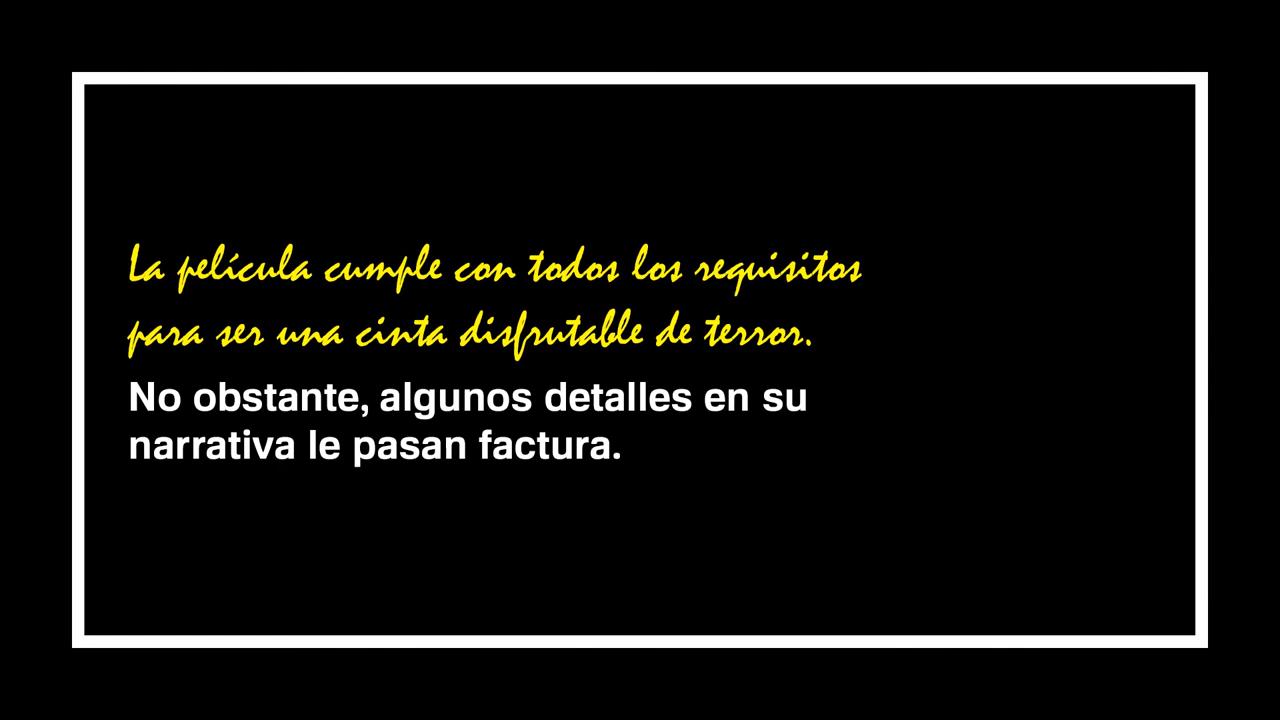 La película cumple con todos los requisitos
para ser una cinta disfrutable de terror.
No obstante, algunos detalles en su
narrativa le pasan factura.